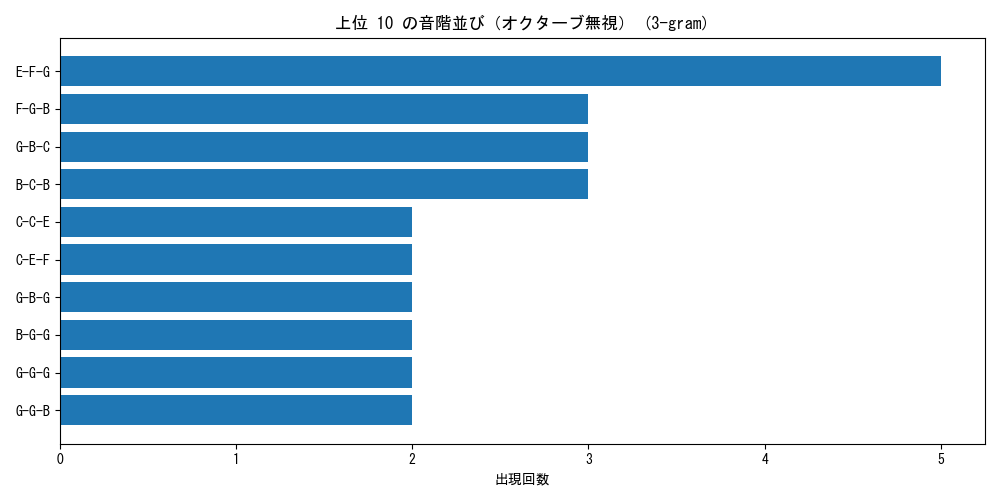 上位 10 の音階並び（オクターブ無視） (3-gram)
E-F-G
F-G-B
G-B-C
B-C-B
C-C-E
C-E-F
G-B-G
B-G-G
G-G-G
G-G-B
0 1 2 3 4 5
出現回数